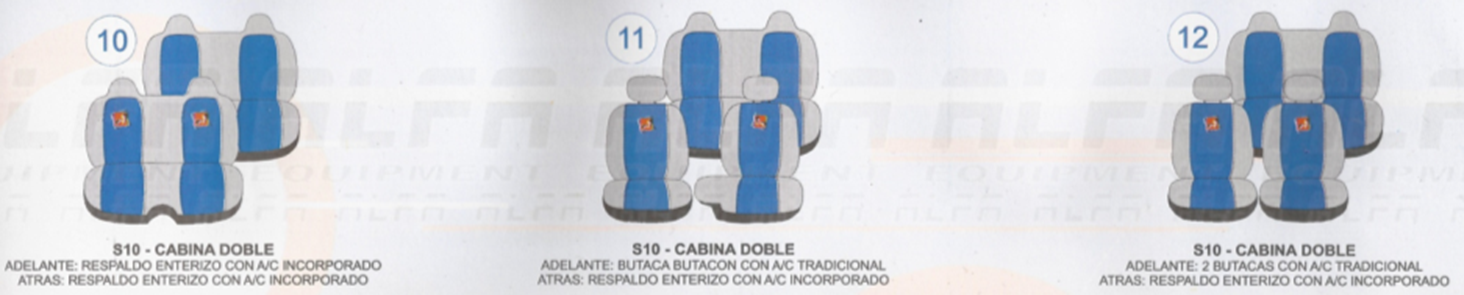 10
S10 - CABINA DOBLE
ADELANTE: RESPALDO ENTERIZO CON A/C INCORPORADO
ATRAS: RESPALDO ENTERIZO CON A/C INCORPORADO
11
S10 - CABINA DOBLE
ADELANTE: BUTACA BUTACON CON A/C TRADICIONAL
ATRAS: RESPALDO ENTERIZO CON A/C INCORPORADO
12
S10 - CABINA DOBLE
ADELANTE: 2 BUTACAS CON A/C TRADICIONAL
ATRAS: RESPALDO ENTERIZO CON A/C INCORPORADO